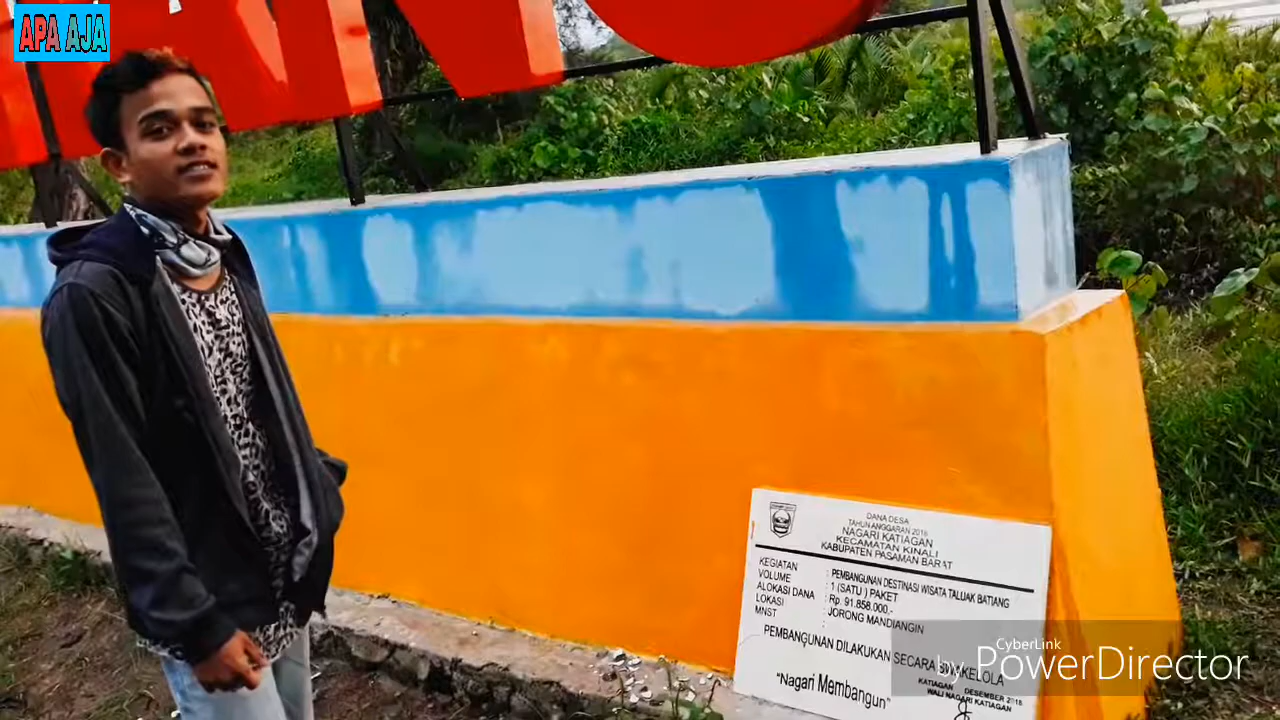 APA AJA
DANA DESA
TAHUN ANGGARAN 2018
NAGARI KATIAGAN
KECAMATAN KINALI
KABUPATEN PASAMAN BARAT
KEGIATAN : PEMBANGUNAN DESTINASI WISATA TALUAK BATIANG
VOLUME : 1 (SATU) PAKET
ALOKASI DANA : Rp. 91.858.000,-
LOKASI : JORONG MANDIANGIN
MNST :
PEMBANGUNAN DILAKUKAN SECARA SWAKELOLA
"Nagari Membangun"
KATIAGAN DESEMBER 2018
WALI NAGARI KATIAGAN
CyberLink
by PowerDirector